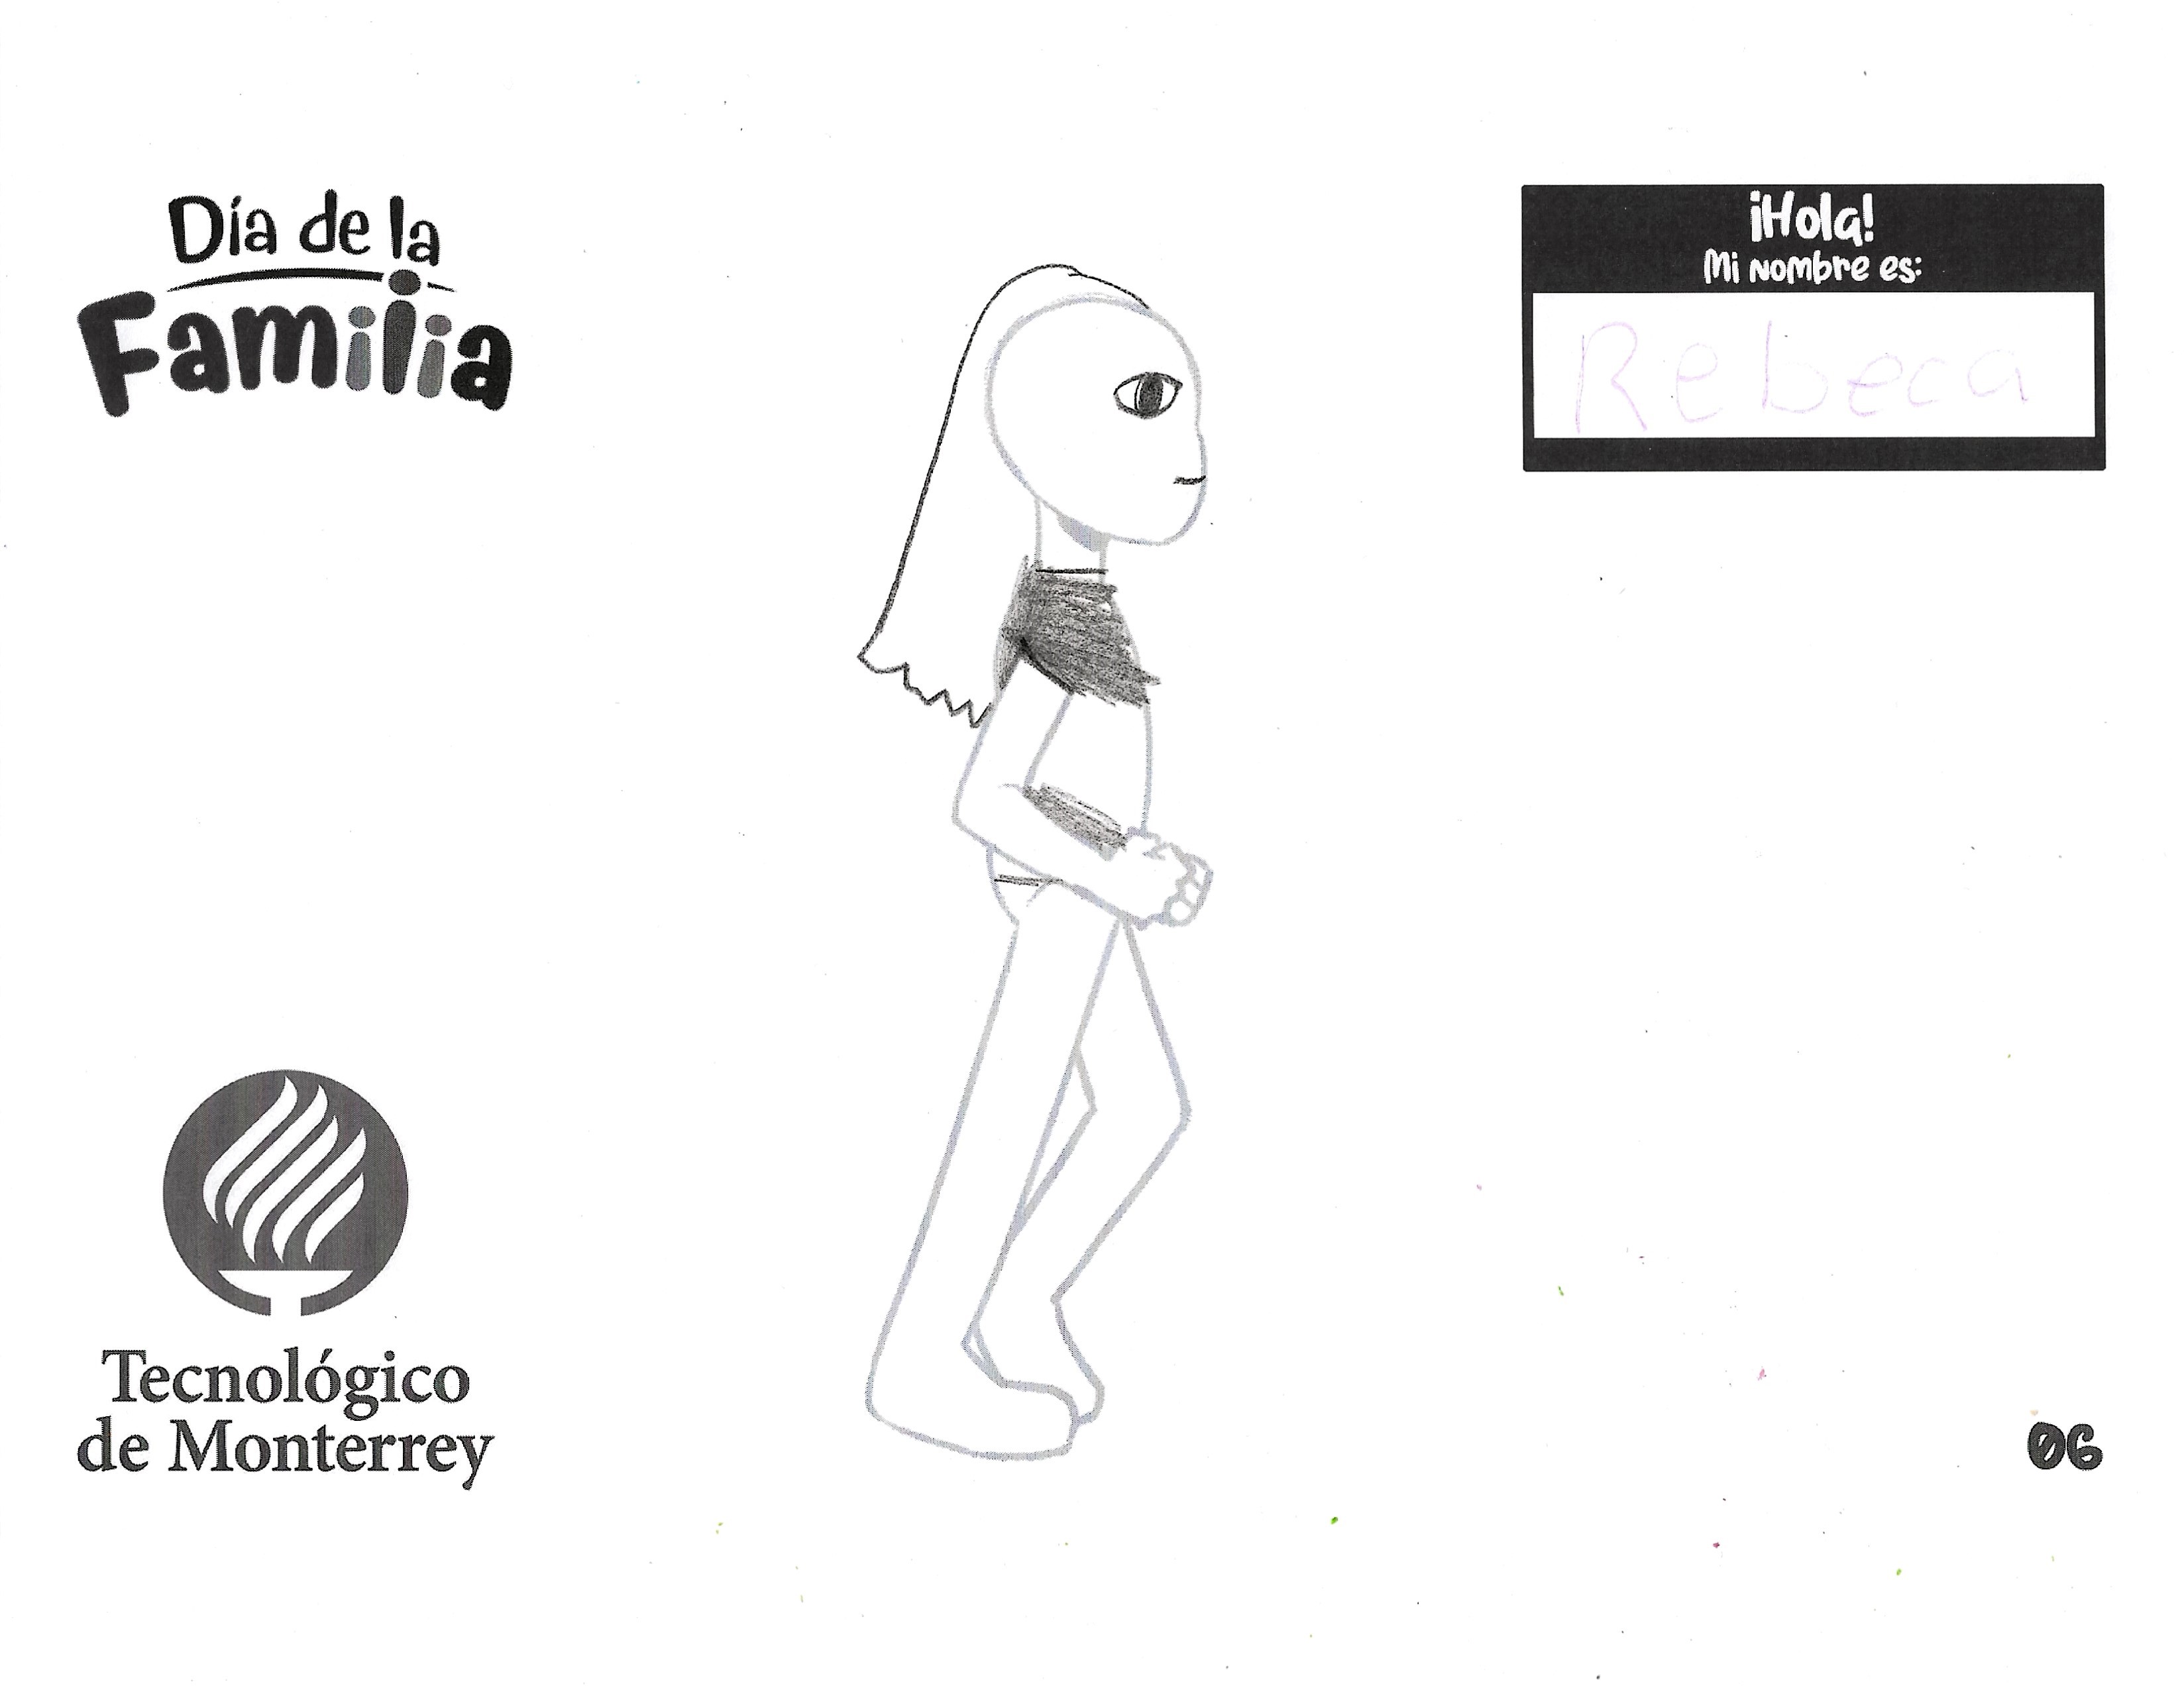 Día de la
Familia
¡Hola!
Mi nombre es:
Rebeca
Tecnológico
de Monterrey
06